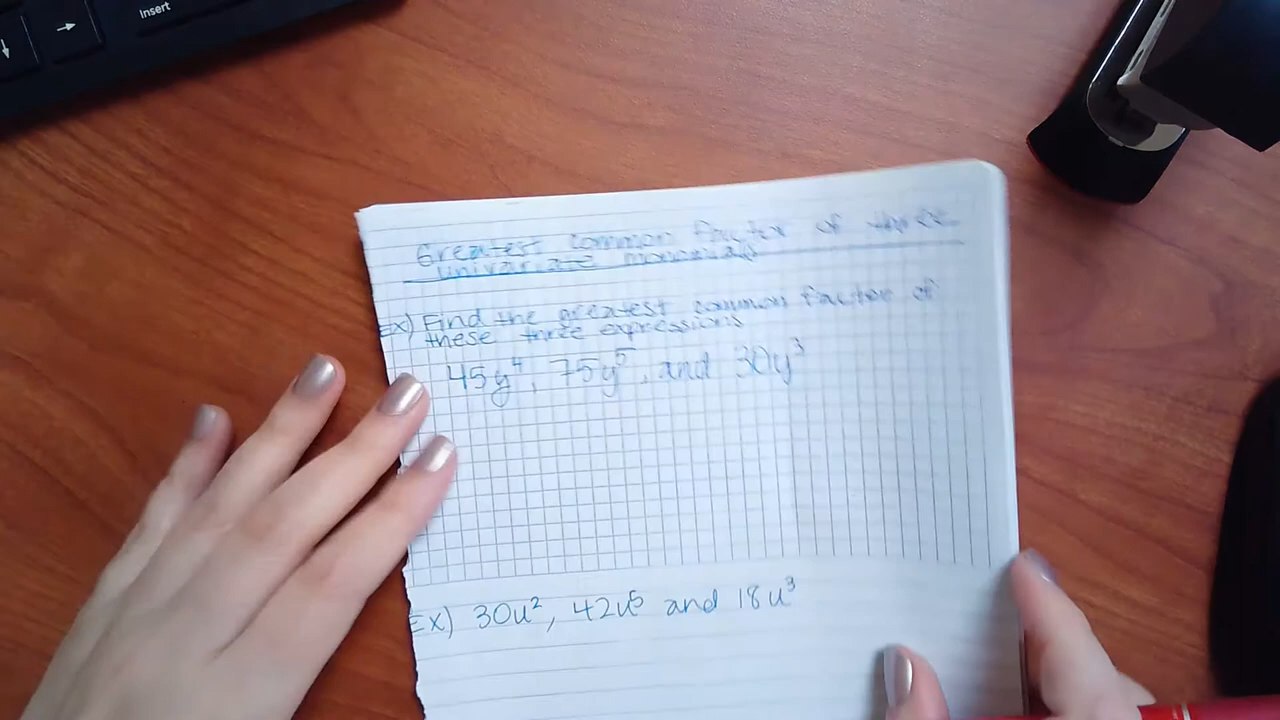 Insert
Greatest common factor of three
univariate monomials
Ex) Find the greatest common factor of
these three expressions
45y⁴, 75y⁵, and 30y³
Ex) 30u², 42u⁵ and 18u³